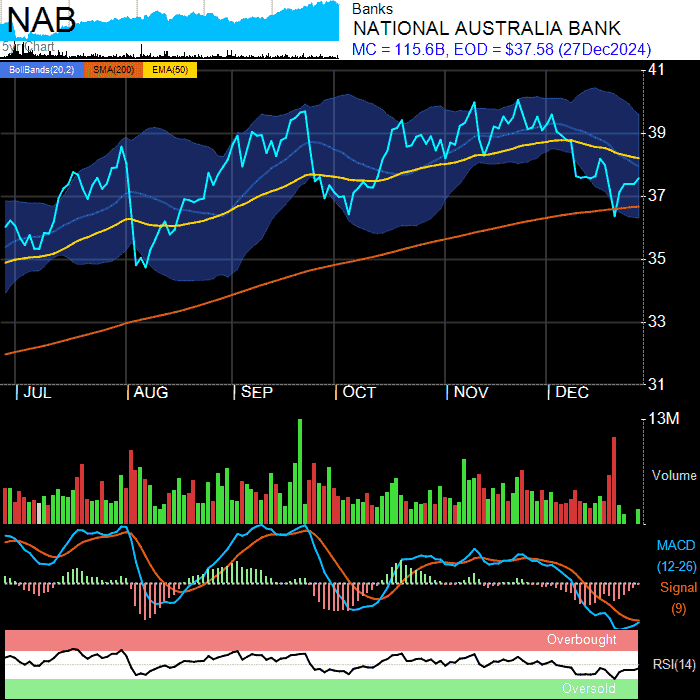 NAB
5yr Chart
Banks
NATIONAL AUSTRALIA BANK
MC = 115.6B, EOD = $37.58 (27Dec2024)
BollBands(20,2) SMA(200) EMA(50)
41
39
37
35
33
31
JUL AUG SEP OCT NOV DEC
13M
Volume
MACD
(12-26)
Signal
(9)
Overbought
RSI(14)
Oversold